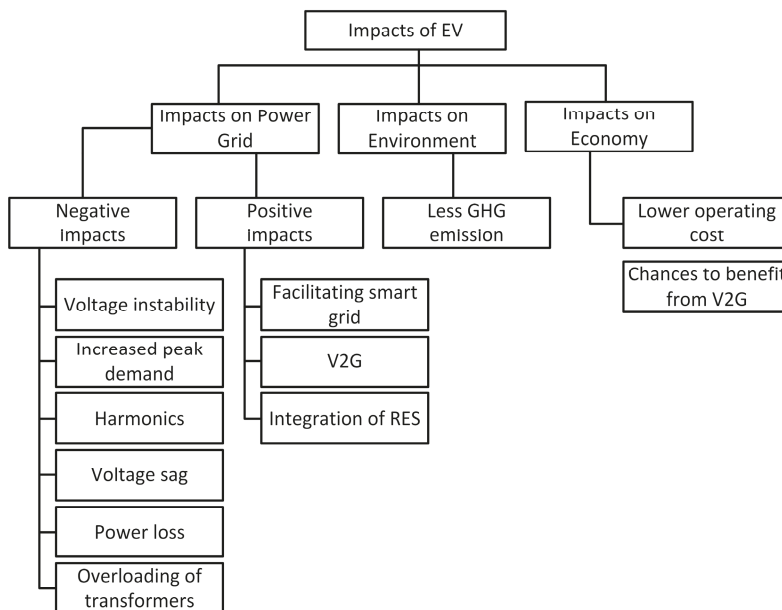 Impacts of EV
Impacts on Power
Grid
Impacts on
Environment
Impacts on
Economy
Negative
impacts
Positive
impacts
Less GHG
emission
Lower operating
cost
Chances to benefit
from V2G
Voltage instability
Increased peak
demand
Harmonics
Voltage sag
Power loss
Overloading of
transformers
Facilitating smart
grid
V2G
Integration of RES